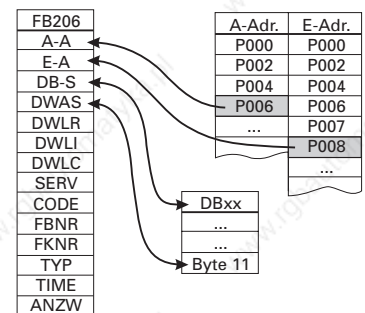 FB206
A-A
E-A
DB-S
DWAS
DWLR
DWLI
DWLC
SERV
CODE
FBNR
FKNR
TYP
TIME
ANZW
A-Adr. E-Adr.
P000 P000
P002 P002
P004 P004
P006 P006
... P007
P008
...
DBxx
...
...
Byte 11